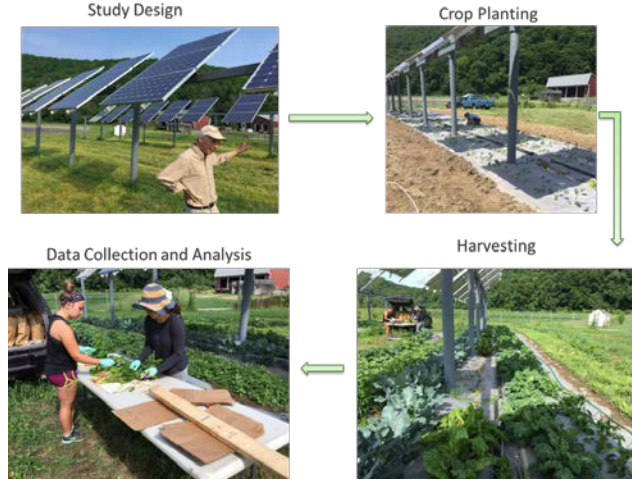 Study Design
Crop Planting
Harvesting
Data Collection and Analysis